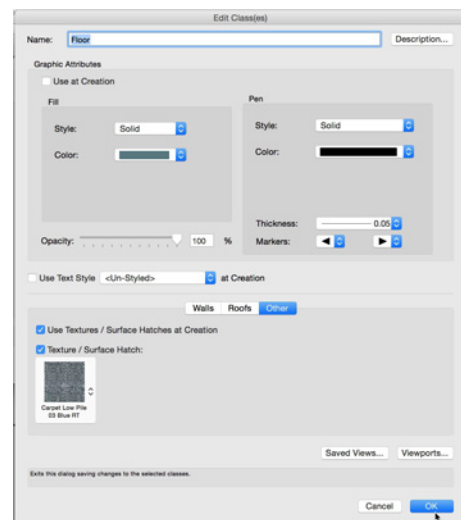 Edit Class(es)
Name: Floor Description...
Graphic Attributes
Use at Creation
Fill Pen
Style: Solid Style: Solid
Color: Color:
Thickness: 0.05
Opacity: 100 % Markers:
Use Text Style <Un-Styled> at Creation
Walls Roofs Other
Use Textures / Surface Hatches at Creation
Texture / Surface Hatch:
Carpet Low Pile
03 Blue RT
Saved Views... Viewports...
Exits this dialog saving changes to the selected classes.
Cancel OK